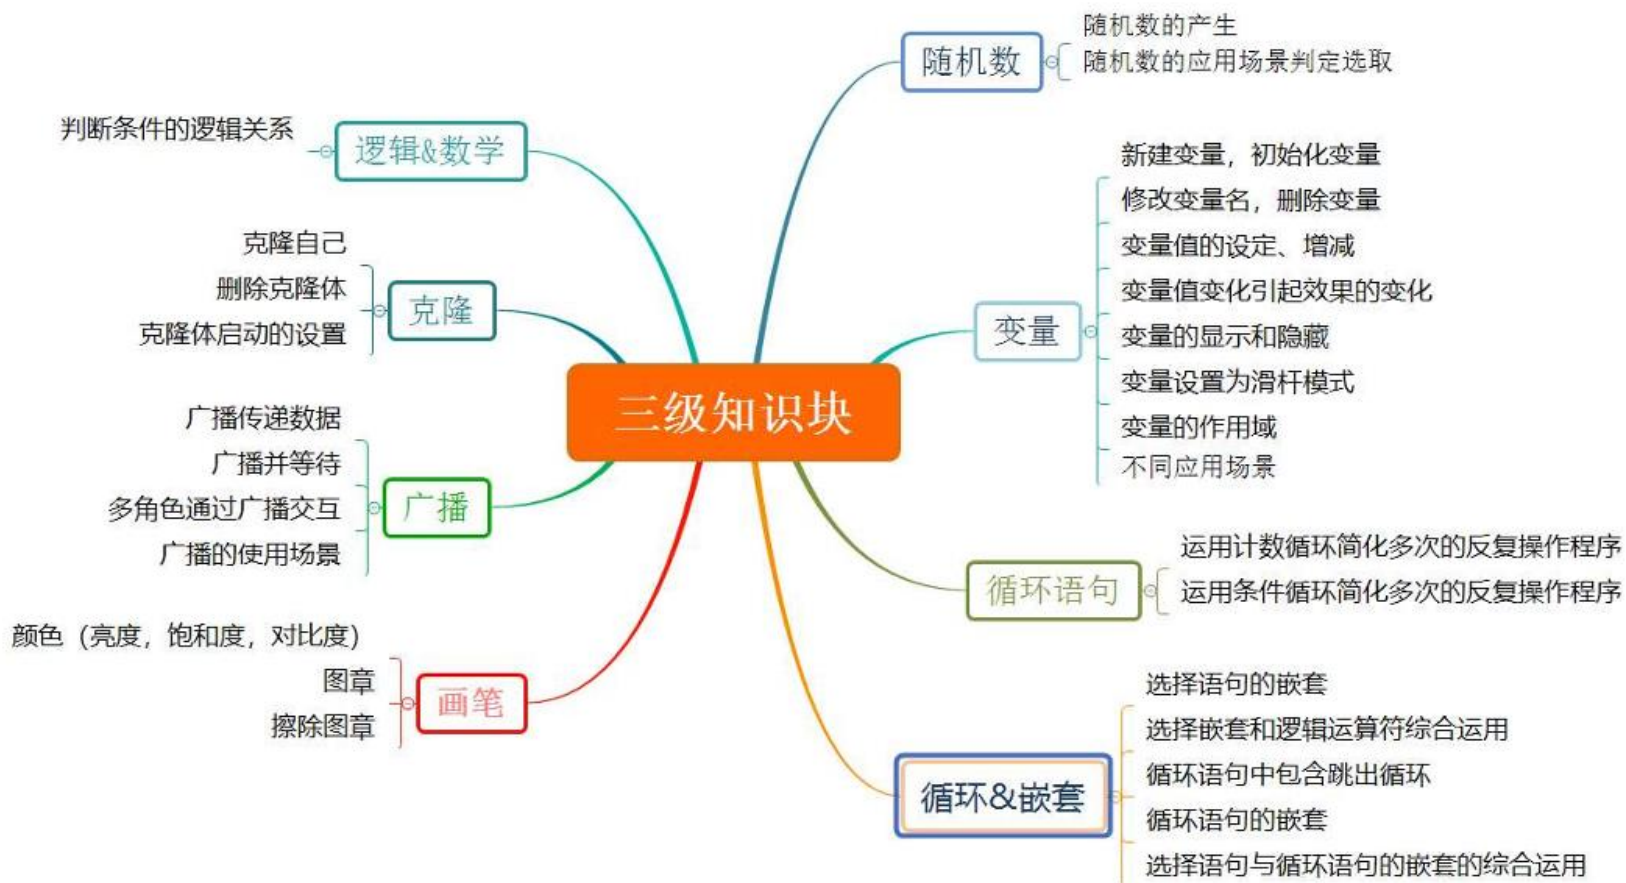 三级知识块
随机数
随机数的产生
随机数的应用场景判定选取
变量
新建变量，初始化变量
修改变量名，删除变量
变量值的设定、增减
变量值变化引起效果的变化
变量的显示和隐藏
变量设置为滑杆模式
变量的作用域
不同应用场景
循环语句
运用计数循环简化多次的反复操作程序
运用条件循环简化多次的反复操作程序
循环&嵌套
选择语句的嵌套
选择嵌套和逻辑运算符综合运用
循环语句中包含跳出循环
循环语句的嵌套
选择语句与循环语句的嵌套的综合运用
逻辑&数学
判断条件的逻辑关系
克隆
克隆自己
删除克隆体
克隆体启动的设置
广播
广播传递数据
广播并等待
多角色通过广播交互
广播的使用场景
画笔
颜色（亮度，饱和度，对比度）
图章
擦除图章